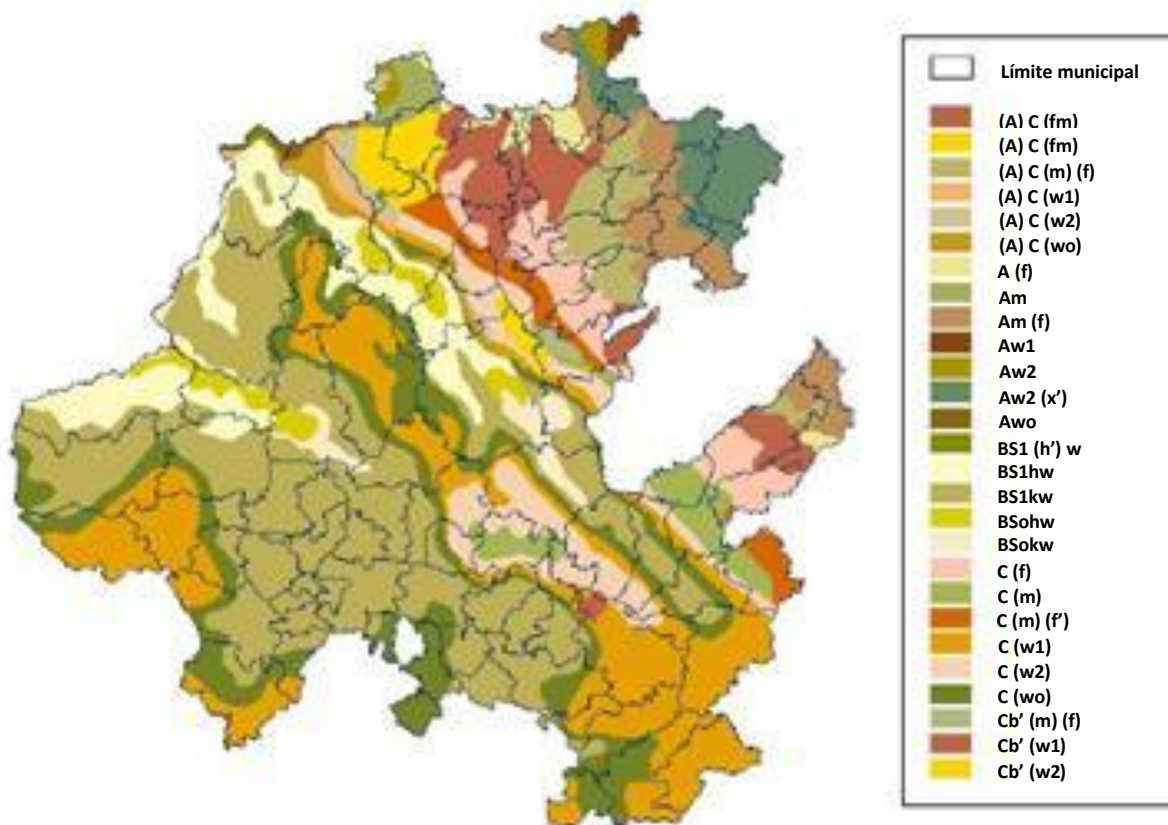 Límite municipal
(A) C (fm)
(A) C (fm)
(A) C (m) (f)
(A) C (w1)
(A) C (w2)
(A) C (wo)
A (f)
Am
Am (f)
Aw1
Aw2
Aw2 (x’)
Awo
BS1 (h’) w
BS1hw
BS1kw
BSohw
BSokw
C (f)
C (m)
C (m) (f’)
C (w1)
C (w2)
C (wo)
Cb’ (m) (f)
Cb’ (w1)
Cb’ (w2)